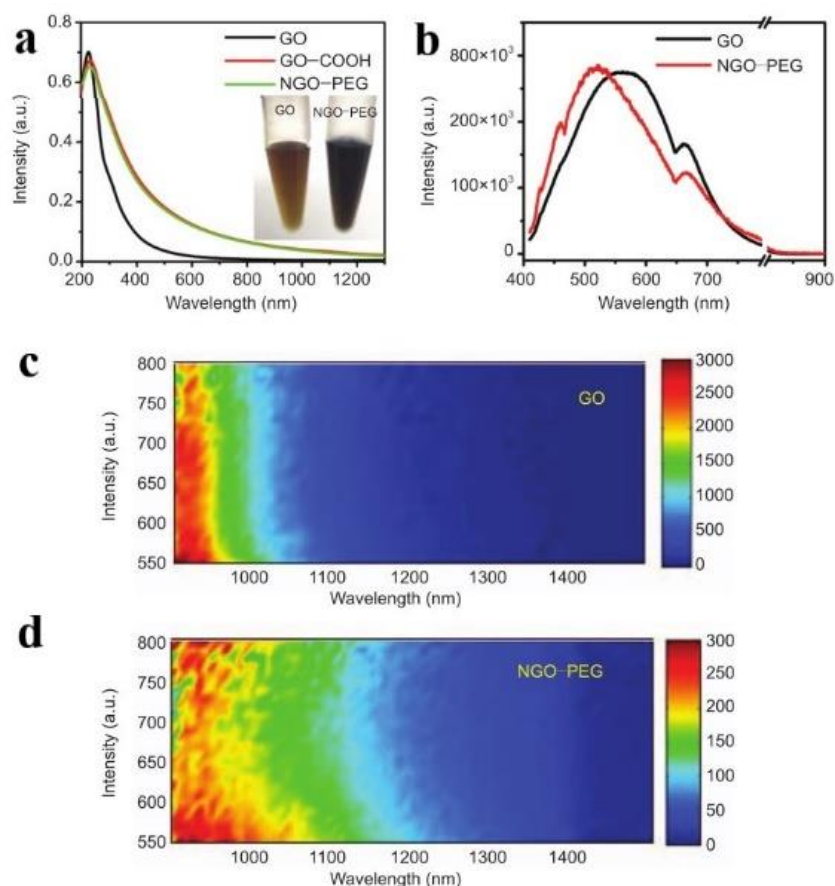 a
0.8
0.6
0.4
0.2
0.0
Intensity (a.u.)
GO
GO-COOH
NGO-PEG
GO NGO-PEG
200 400 600 800 1000 1200
Wavelength (nm)
b
800×10³
200×10³
100×10³
0
Intensity (a.u.)
GO
NGO-PEG
400 500 600 700 900
Wavelength (nm)
c
800
750
700
650
600
550
Intensity (a.u.)
GO
3000
2500
2000
1500
1000
500
0
1000 1100 1200 1300 1400
Wavelength (nm)
d
800
750
700
650
600
550
Intensity (a.u.)
NGO PEG
300
250
200
150
100
50
0
1000 1100 1200 1300 1400
Wavelength (nm)